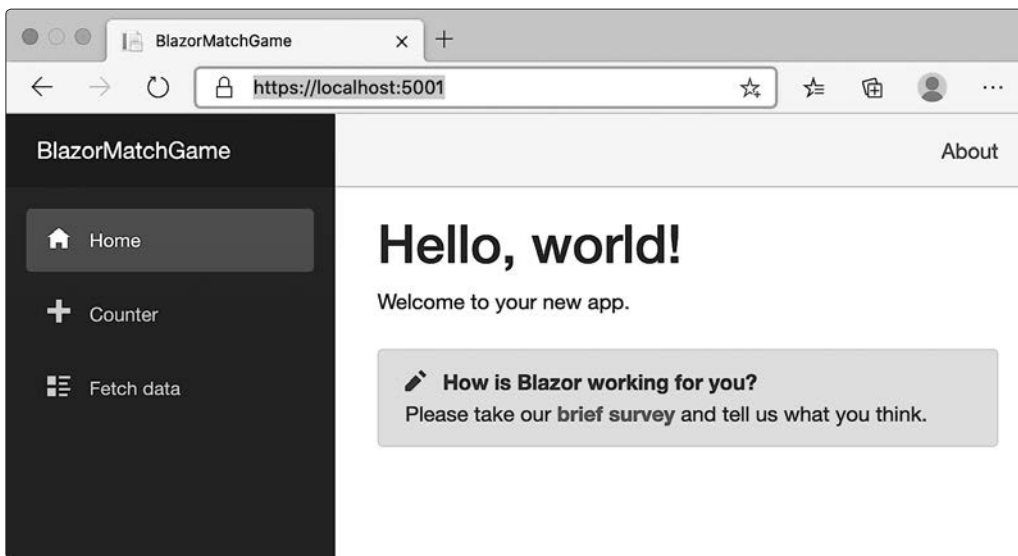 BlazorMatchGame
https://localhost:5001
BlazorMatchGame
About
Home
Counter
Fetch data
Hello, world!
Welcome to your new app.
How is Blazor working for you?
Please take our brief survey and tell us what you think.